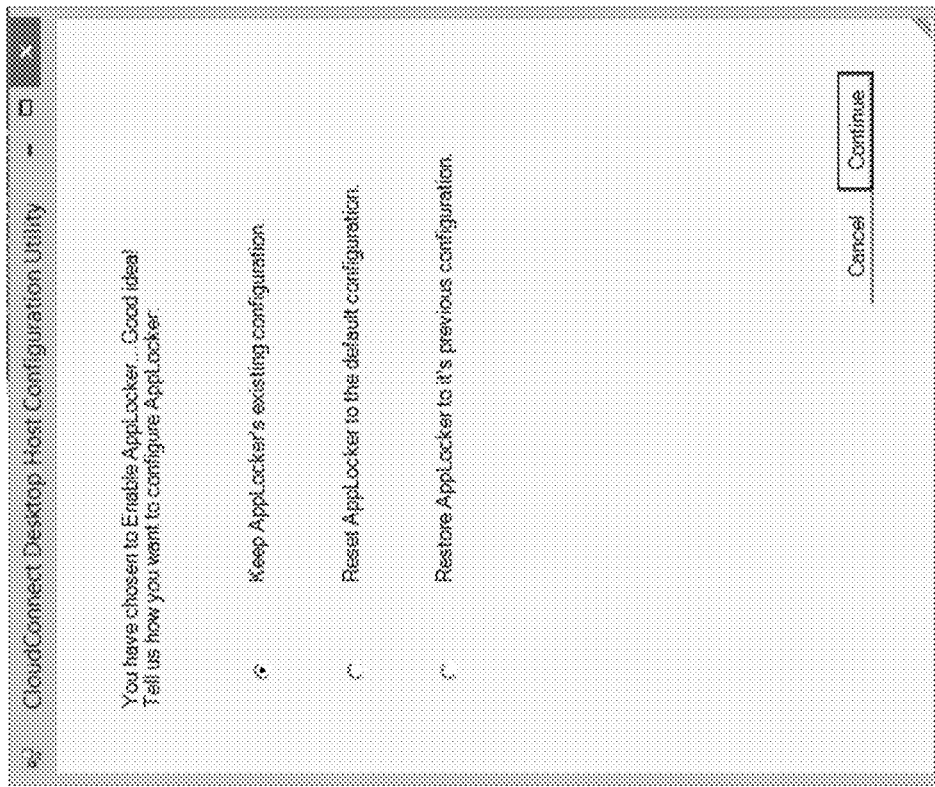 CloudConnect Desktop Host Configuration Utility
You have chosen to Enable AppLocker... Good idea!
Tell us how you want to configure AppLocker.
Keep AppLocker's existing configuration.
Reset AppLocker to the default configuration.
Restore AppLocker to it's previous configuration.
Cancel
Continue